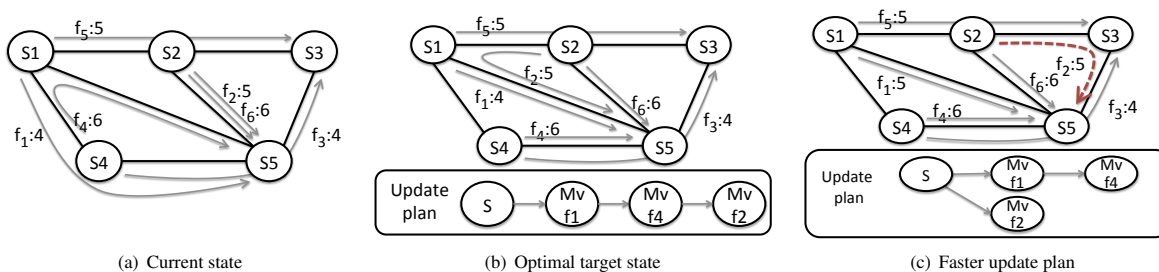 f5:5
S1
S2
S3
f2:5
f6:6
f4:6
f1:4
f3:4
S4
S5
(a) Current state
f5:5
S1
S2
S3
f2:5
f1:4
f6:6
f4:6
f3:4
S4
S5
Update plan
S
Mv f1
Mv f4
Mv f2
(b) Optimal target state
f5:5
S1
S2
S3
f2:5
f6:6
f1:5
f4:6
f3:4
S4
S5
Update plan
S
Mv f1
Mv f4
Mv f2
(c) Faster update plan